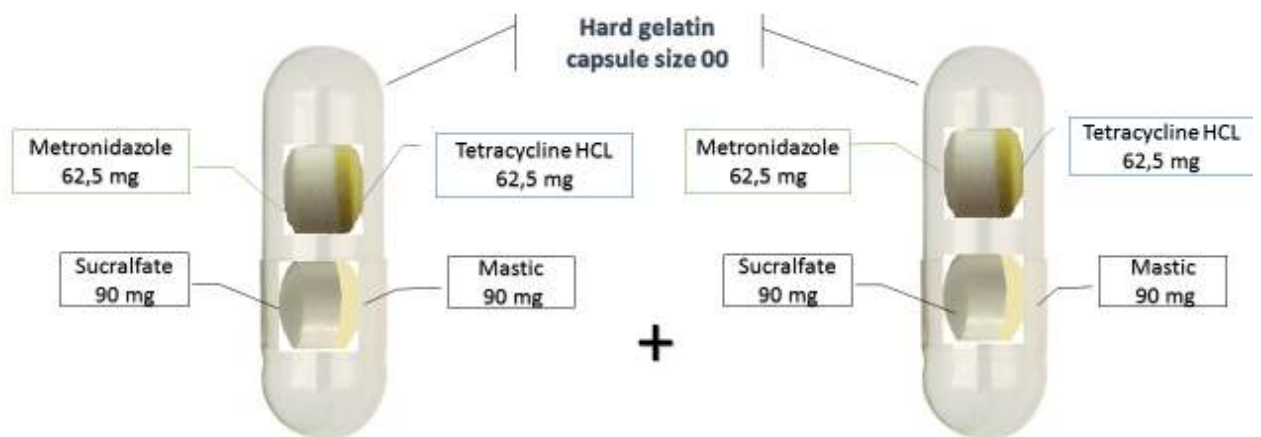 Hard gelatin
capsule size 00
Metronidazole
62,5 mg
Tetracycline HCL
62,5 mg
Sucralfate
90 mg
Mastic
90 mg
+
Metronidazole
62,5 mg
Tetracycline HCL
62,5 mg
Sucralfate
90 mg
Mastic
90 mg